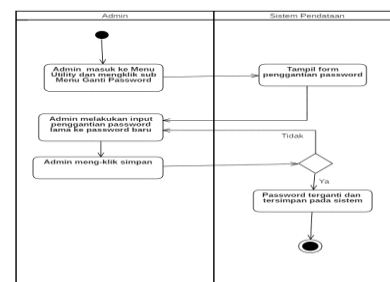 Admin
Sistem Pendataan
Admin masuk ke Menu
Utility dan mengklik sub
Menu Ganti Password
Tampil form
penggantian password
Admin melakukan input
penggantian password
lama ke password baru
Tidak
Admin meng-klik simpan
Ya
Password terganti dan
tersimpan pada sistem